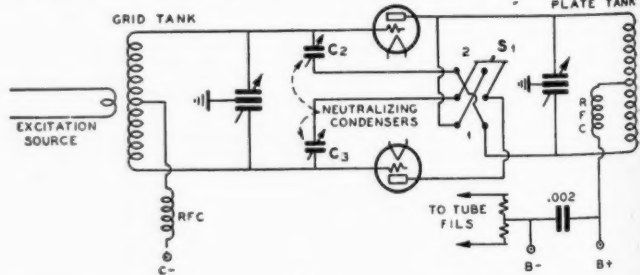 PLATE TANK
GRID TANK
C2
2
S1
EXCITATION
SOURCE
NEUTRALIZING
CONDENSERS
C3
1
RFC
RFC
TO TUBE
FILS
.002
C-
B-
B+